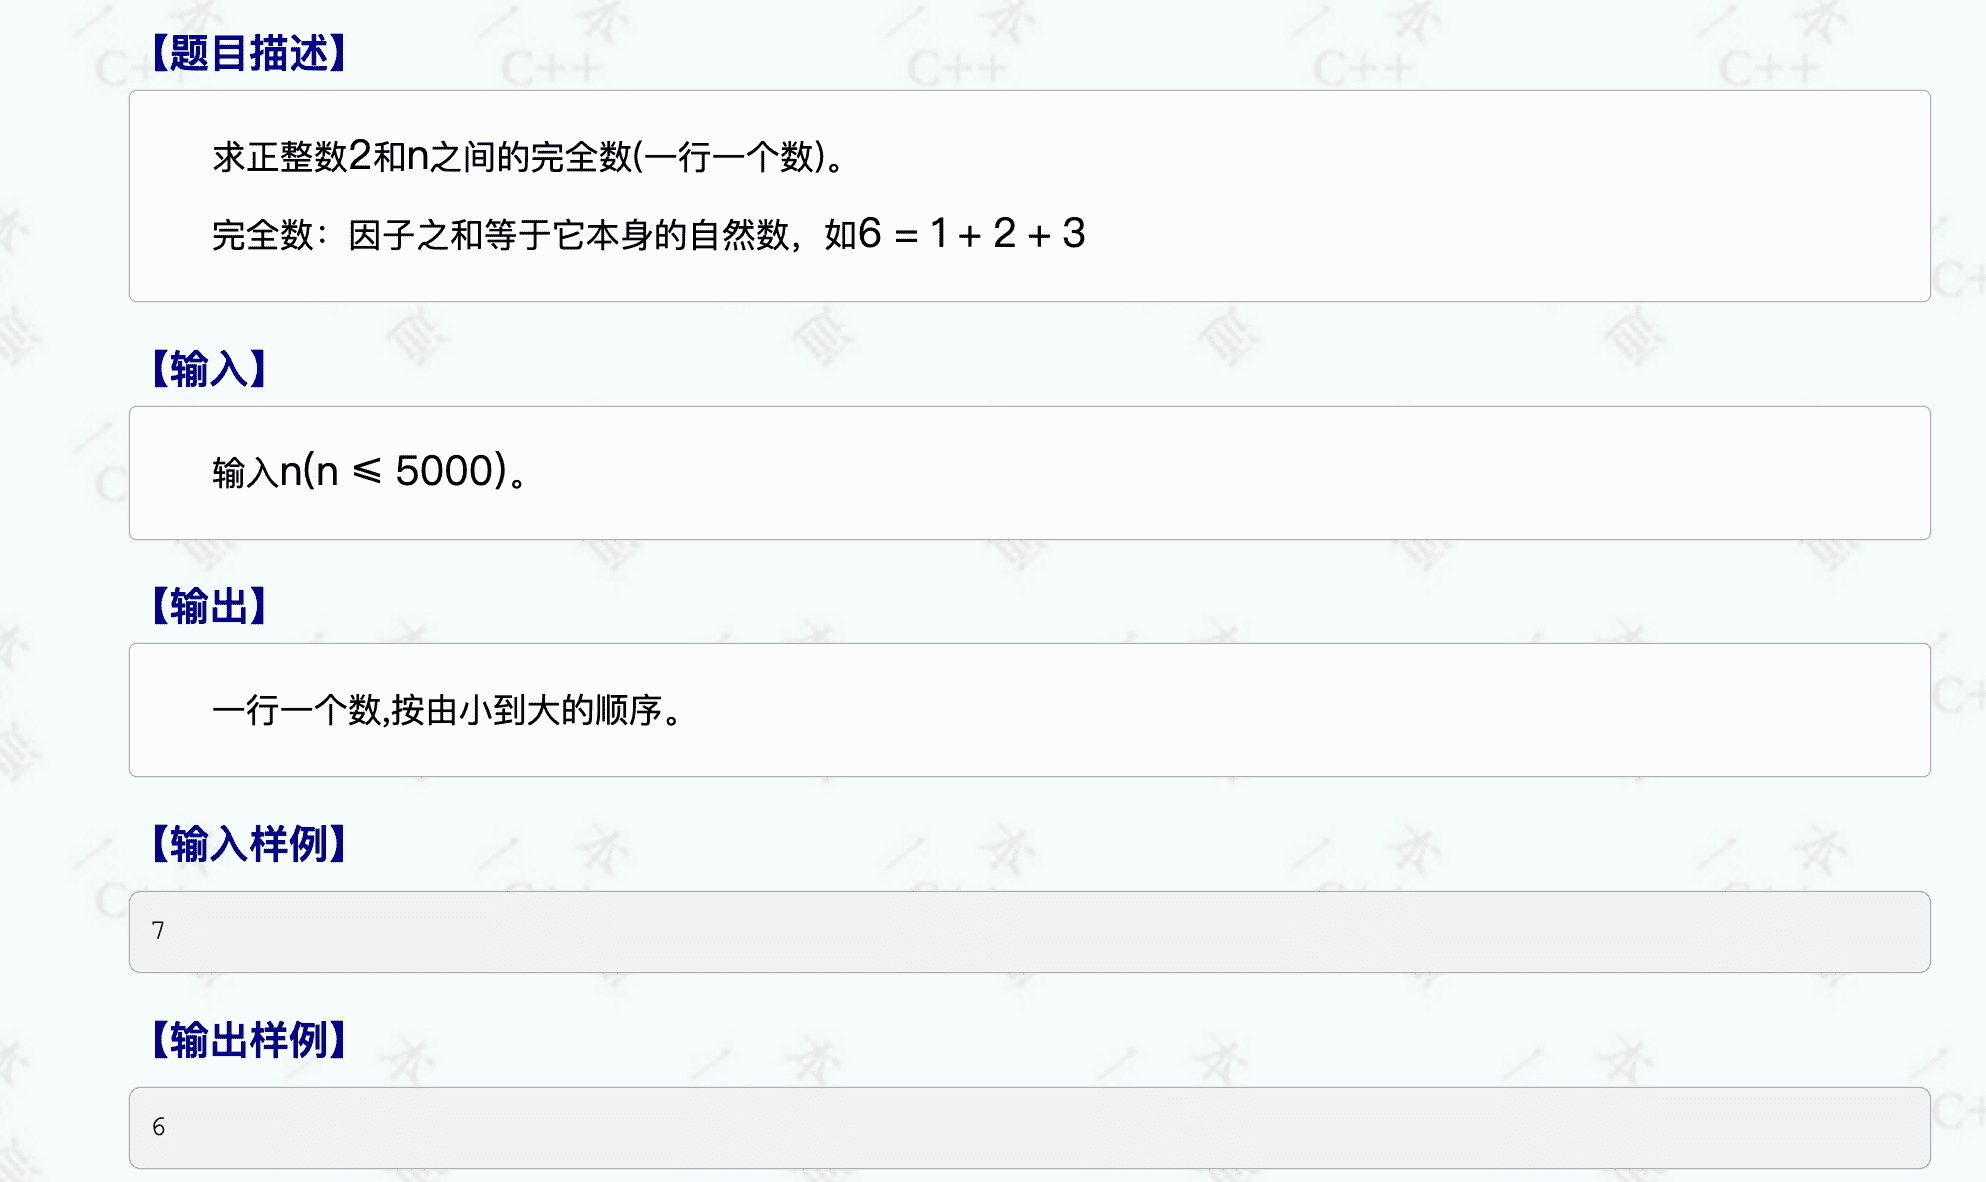 【题目描述】
求正整数2和n之间的完全数(一行一个数)。
完全数：因子之和等于它本身的自然数，如6 = 1 + 2 + 3
【输入】
输入n(n ⩽ 5000)。
【输出】
一行一个数,按由小到大的顺序。
【输入样例】
7
【输出样例】
6